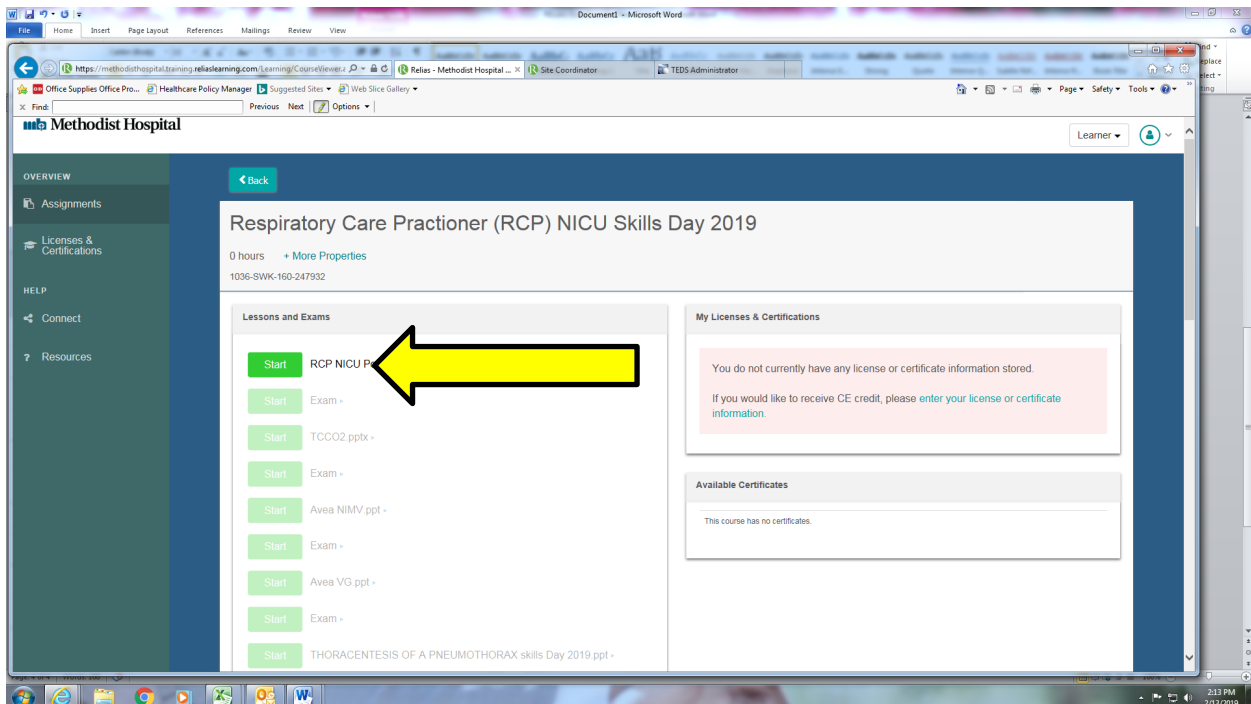 Document1 - Microsoft Word
File Home Insert Page Layout References Mailings Review View
https://methodisthospital.training.reliaslearning.com/Learning/CourseViewer.a
Relias - Methodist Hospital ...
Site Coordinator
TEDS Administrator
Office Supplies Office Pro... Healthcare Policy Manager Suggested Sites Web Slice Gallery
Page Safety Tools
x Find: Previous Next Options
Methodist Hospital
Learner
OVERVIEW
Assignments
Licenses &
Certifications
HELP
Connect
? Resources
Back
Respiratory Care Practioner (RCP) NICU Skills Day 2019
0 hours + More Properties
1036-SWK-160-247932
Lessons and Exams
Start RCP NICU
Start Exam
Start TCCO2.pptx
Start Exam
Start Avea NIMV.ppt
Start Exam
Start Avea VG.ppt
Start Exam
Start THORACENTESIS OF A PNEUMOTHORAX skills Day 2019.ppt
My Licenses & Certifications
You do not currently have any license or certificate information stored.
If you would like to receive CE credit, please enter your license or certificate
information.
Available Certificates
This course has no certificates.
2:13 PM
2/12/2019